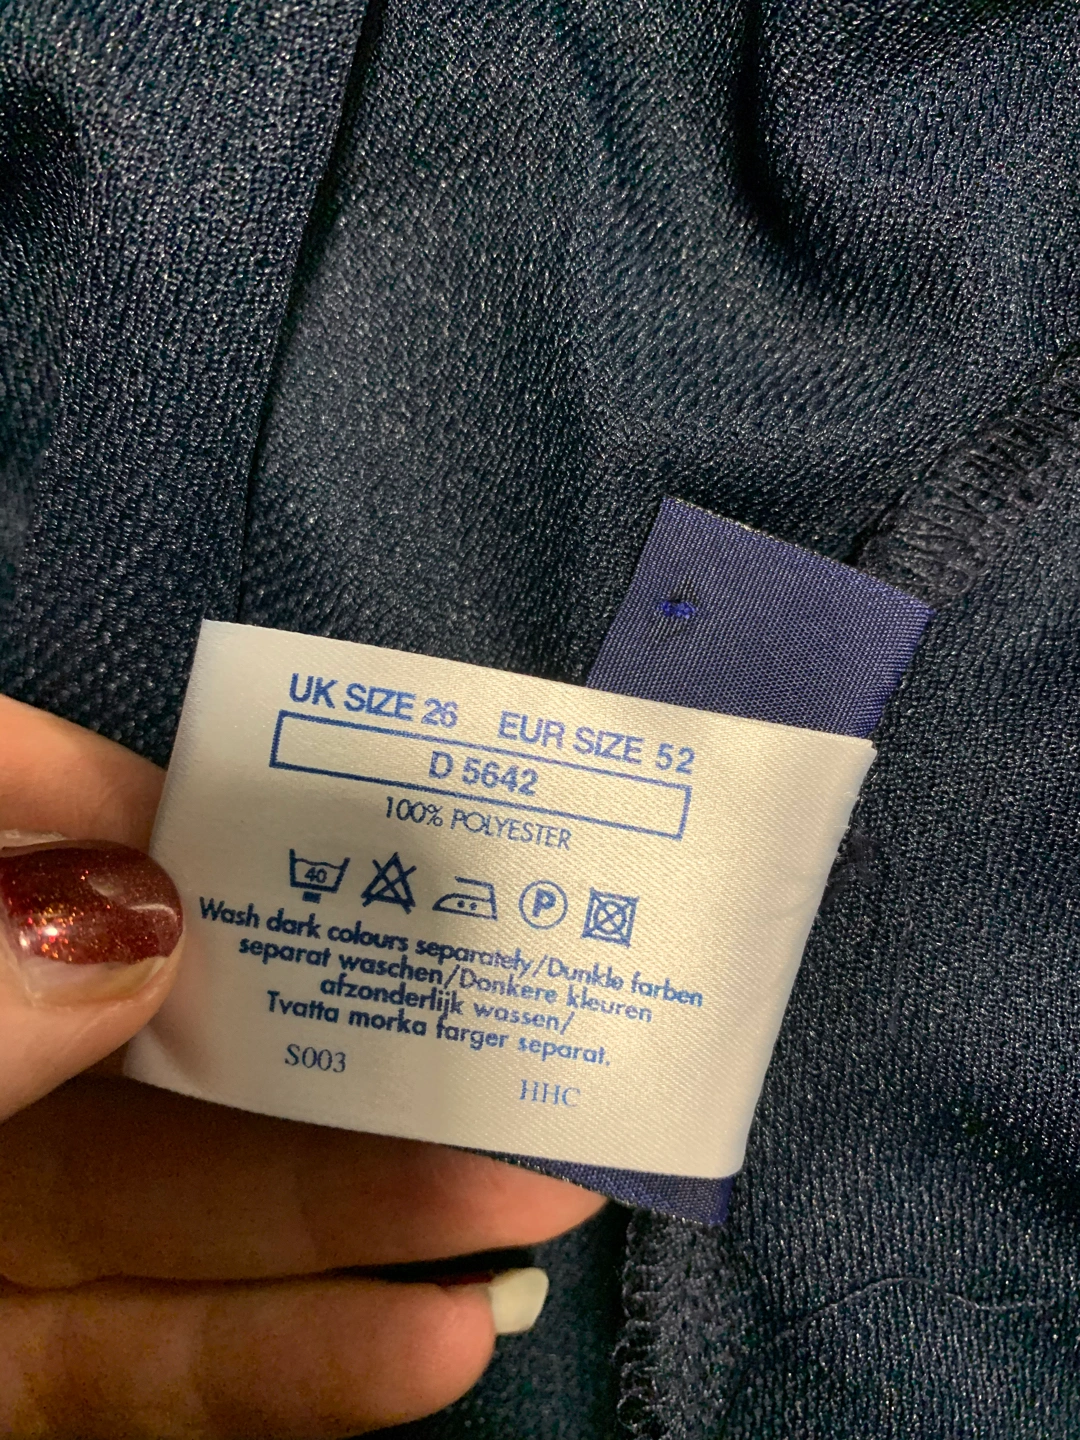 UK SIZE 26 EUR SIZE 52
D 5642
100% POLYESTER
40 P
Wash dark colours separately/Dunkle farben
separat waschen/Donkere kleuren
afzonderlijk wassen/
Tvatta morka farger separat.
S003 HHC